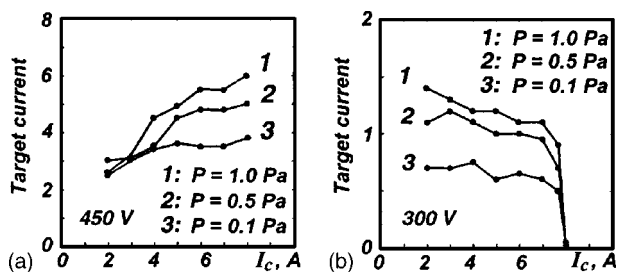 8
6
4
2
0
Target current
1
2
3
1: P = 1.0 Pa
2: P = 0.5 Pa
3: P = 0.1 Pa
450 V
0 2 4 6 Ic, A
(a)
2
1
0
Target current
1: P = 1.0 Pa
2: P = 0.5 Pa
3: P = 0.1 Pa
1
2
3
300 V
0 2 4 6 Ic, A
(b)